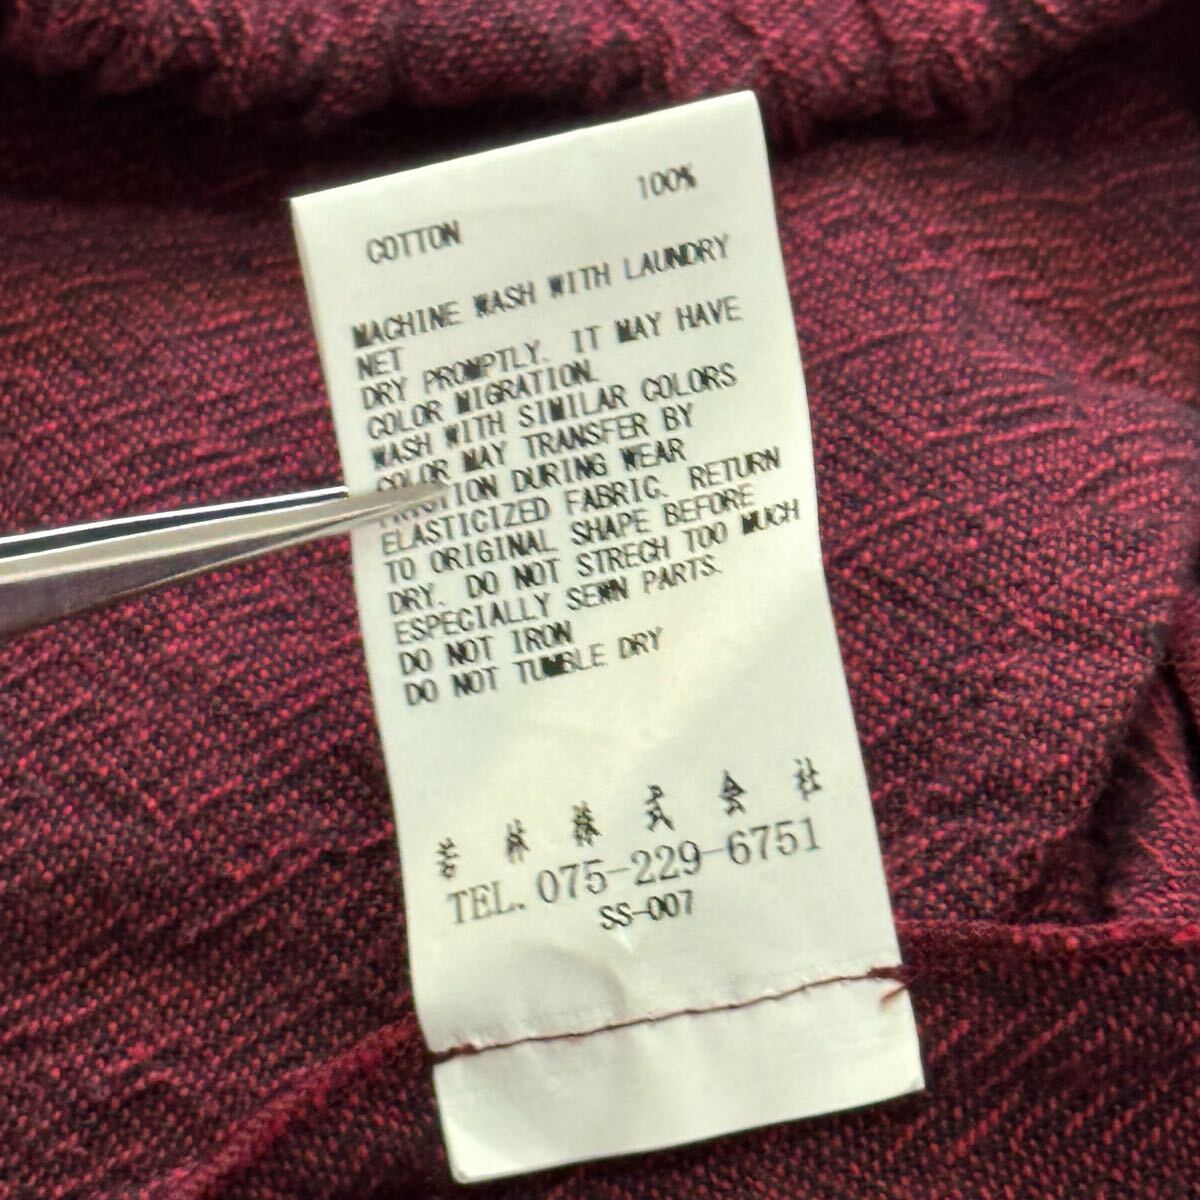 COTTON 100%
MACHINE WASH WITH LAUNDRY
NET
DRY PROMPTLY. IT MAY HAVE
COLOR MIGRATION.
WASH WITH SIMILAR COLORS
COLOR MAY TRANSFER BY
FRICTION DURING WEAR
ELASTICIZED FABRIC. RETURN
TO ORIGINAL SHAPE BEFORE
DRY. DO NOT STRECH TOO MUCH
ESPECIALLY SEWN PARTS.
DO NOT IRON
DO NOT TUMBLE DRY
若林株式会社
TEL. 075-229-6751
SS-007